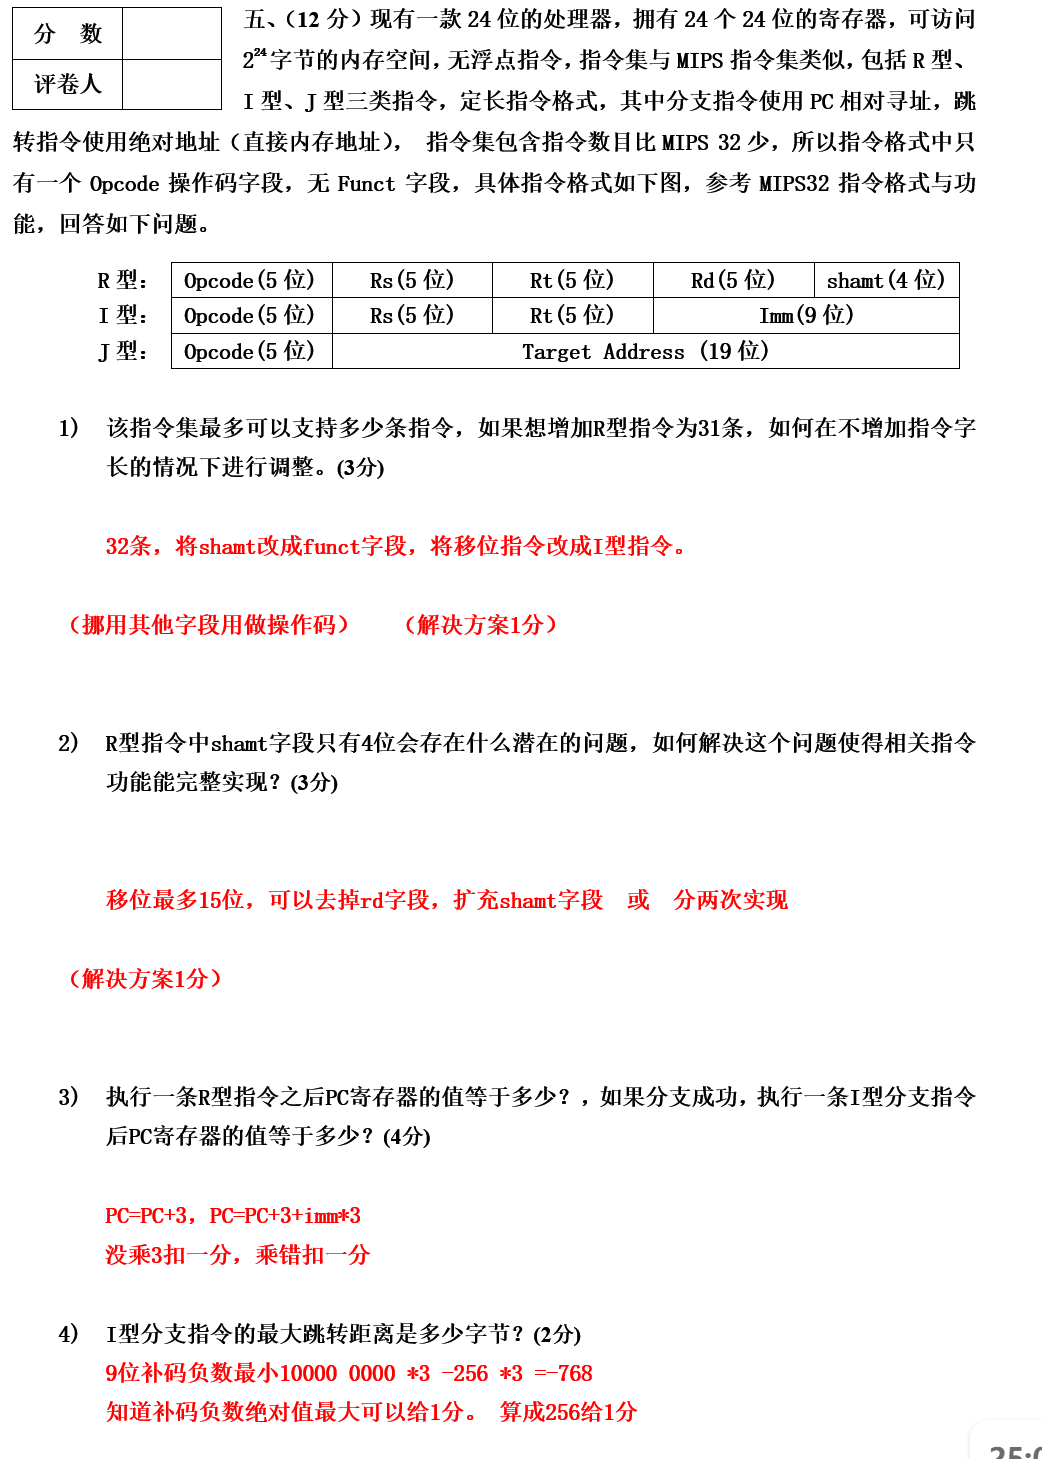 分 数
评卷人
五、（12 分）现有一款 24 位的处理器，拥有 24 个 24 位的寄存器，可访问
2²⁴字节的内存空间，无浮点指令，指令集与 MIPS 指令集类似，包括 R 型、
I 型、J 型三类指令，定长指令格式，其中分支指令使用 PC 相对寻址，跳
转指令使用绝对地址（直接内存地址）， 指令集包含指令数目比 MIPS 32 少，所以指令格式中只
有一个 Opcode 操作码字段，无 Funct 字段，具体指令格式如下图，参考 MIPS32 指令格式与功
能，回答如下问题。
R 型： Opcode(5 位) Rs(5 位) Rt(5 位) Rd(5 位) shamt(4 位)
I 型： Opcode(5 位) Rs(5 位) Rt(5 位) Imm(9 位)
J 型： Opcode(5 位) Target Address (19 位)
1) 该指令集最多可以支持多少条指令，如果想增加R型指令为31条，如何在不增加指令字
长的情况下进行调整。(3分)
32条，将shamt改成funct字段，将移位指令改成I型指令。
（挪用其他字段用做操作码） （解决方案1分）
2) R型指令中shamt字段只有4位会存在什么潜在的问题，如何解决这个问题使得相关指令
功能能完整实现？(3分)
移位最多15位，可以去掉rd字段，扩充shamt字段 或 分两次实现
（解决方案1分）
3) 执行一条R型指令之后PC寄存器的值等于多少？，如果分支成功，执行一条I型分支指令
后PC寄存器的值等于多少？(4分)
PC=PC+3，PC=PC+3+imm*3
没乘3扣一分，乘错扣一分
4) I型分支指令的最大跳转距离是多少字节？(2分)
9位补码负数最小10000 0000 *3 -256 *3 =-768
知道补码负数绝对值最大可以给1分。 算成256给1分